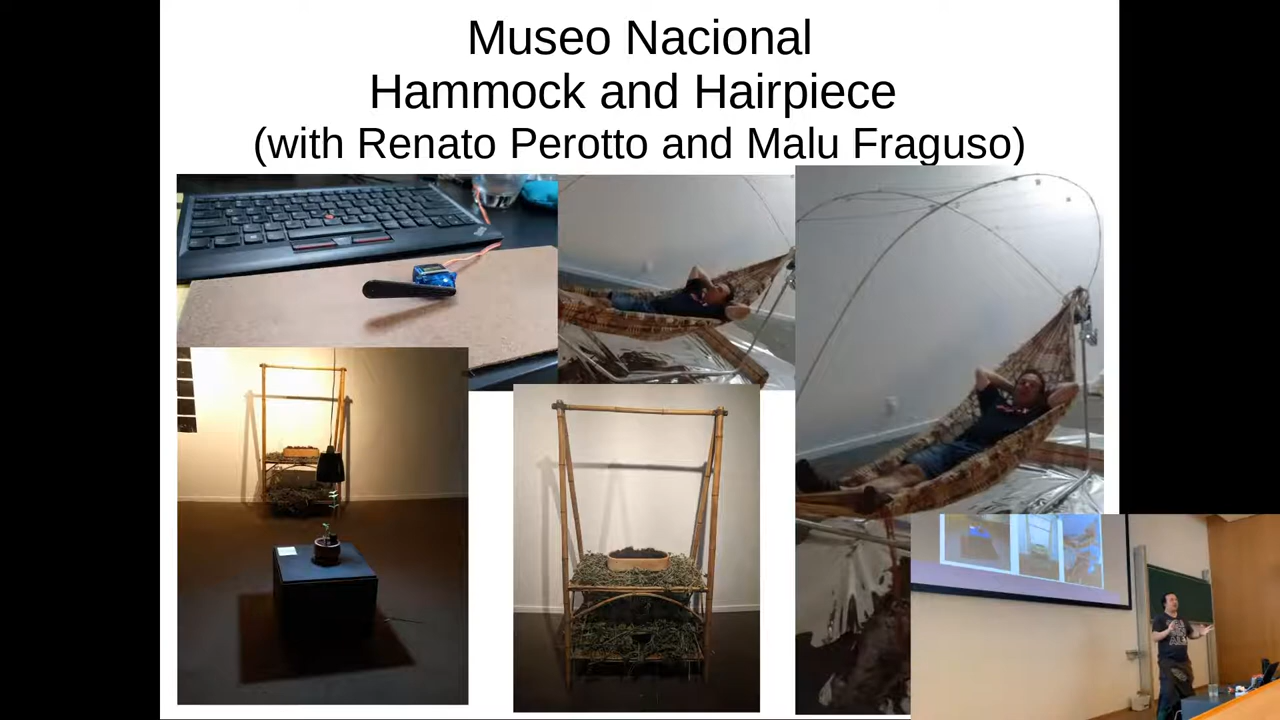 Museo Nacional
Hammock and Hairpiece
(with Renato Perotto and Malu Fraguso)